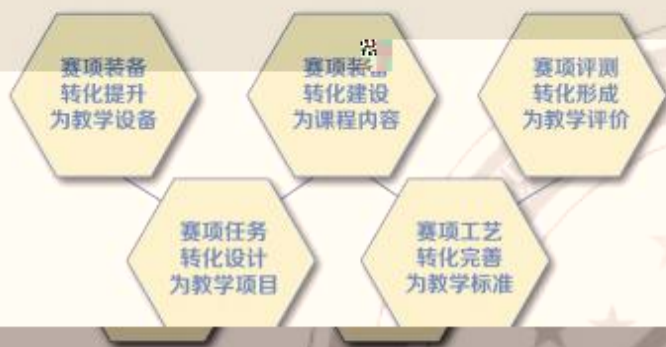 赛项装备
转化提升
为教学设备
赛项装
转化建设
为课程内容
赛项评测
转化形成
为教学评价
赛项任务
转化设计
为教学项目
赛项工艺
转化完善
为教学标准